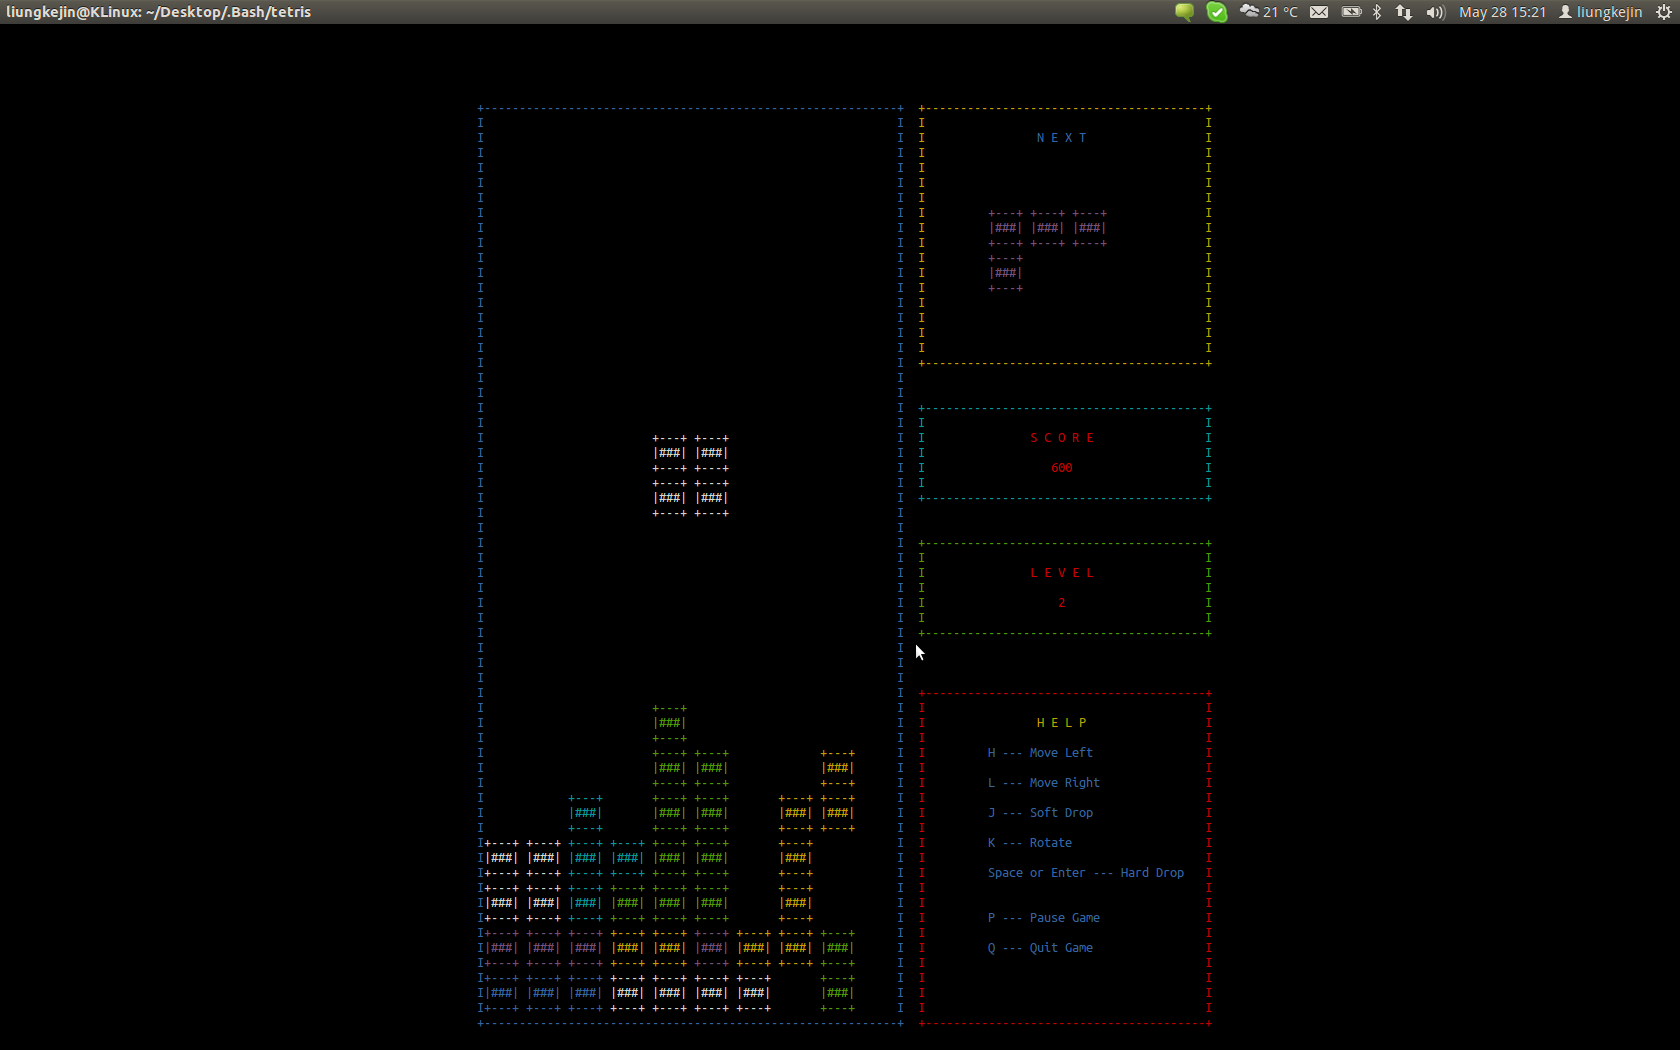 liungkejin@KLinux: ~/Desktop/.Bash/tetris
21 °C
May 28 15:21
liungkejin
N E X T
S C O R E
600
L E V E L
2
H E L P
H --- Move Left
L --- Move Right
J --- Soft Drop
K --- Rotate
Space or Enter --- Hard Drop
P --- Pause Game
Q --- Quit Game